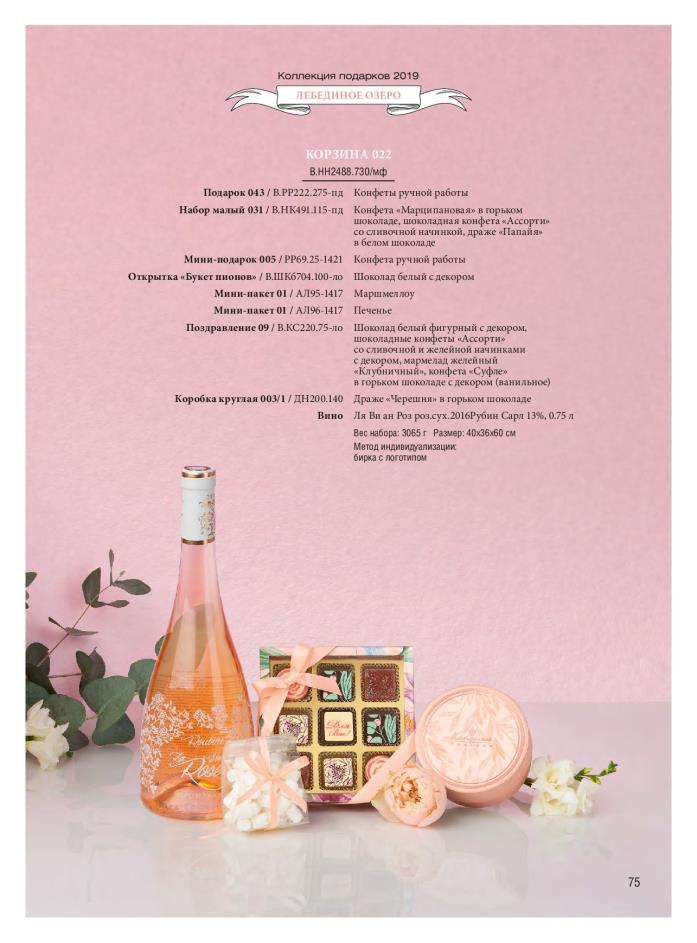 Коллекция подарков 2019
ЛЕБЕДИНОЕ ОЗЕРО
КОРЗИНА 022
В.НН2488.730/мф
Подарок 043 / В.РР222.275-пд Конфеты ручной работы
Набор малый 031 / В.НК491.115-пд Конфета «Марципановая» в горьком
шоколаде, шоколадная конфета «Ассорти»
со сливочной начинкой, драже «Папайя»
в белом шоколаде
Мини-подарок 005 / РР69.25-1421 Конфета ручной работы
Открытка «Букет пионов» / В.ШК6704.100-ло Шоколад белый с декором
Мини-пакет 01 / АЛ95-1417 Маршмеллоу
Мини-пакет 01 / АЛ96-1417 Печенье
Поздравление 09 / В.КС220.75-ло Шоколад белый фигурный с декором,
шоколадные конфеты «Ассорти»
со сливочной и желейной начинками
с декором, мармелад желейный
«Клубничный», конфета «Суфле»
в горьком шоколаде с декором (ванильное)
Коробка круглая 003/1 / ДН200.140 Драже «Черешня» в горьком шоколаде
Вино Ля Ви ан Роз роз.сух.2016Рубин Сарл 13%, 0.75 л
Вес набора: 3065 г Размер: 40x36x60 см
Метод индивидуализации:
бирка с логотипом
La
Rose
Для
75